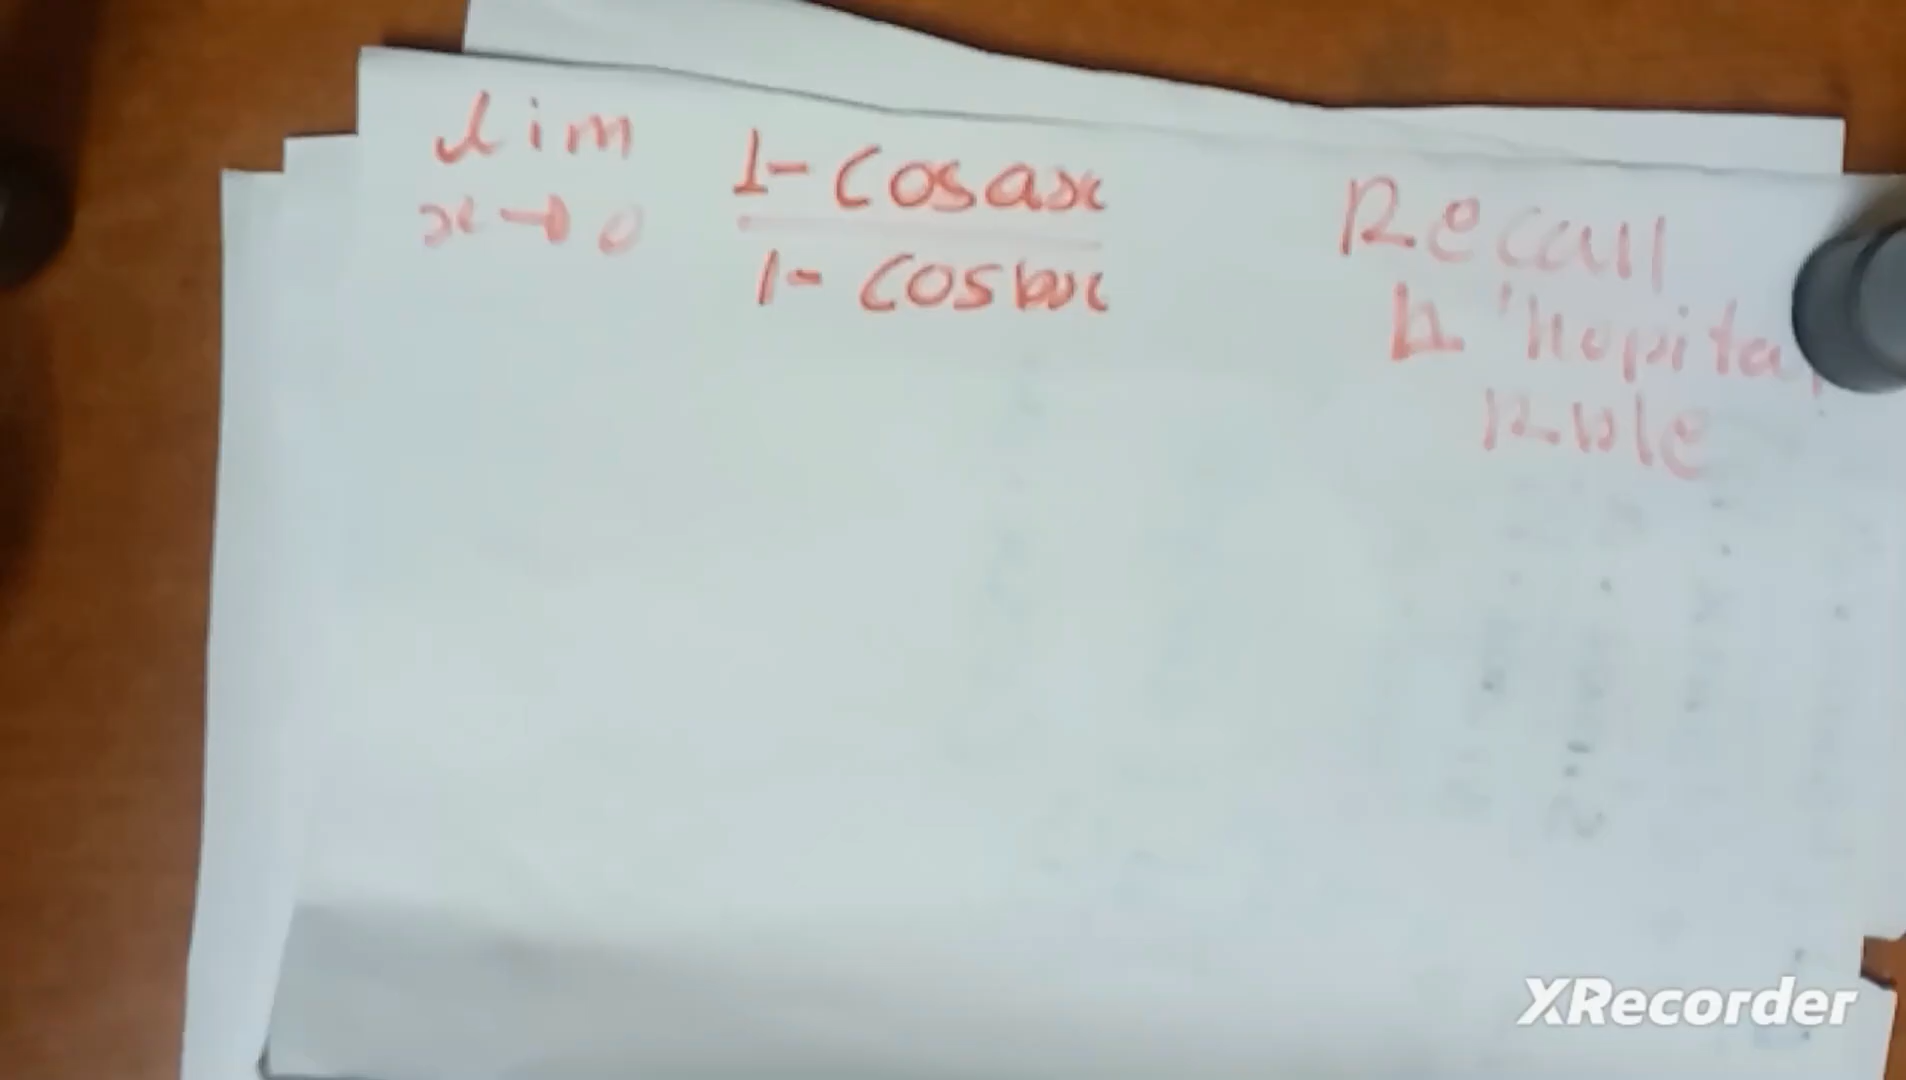 lim 1- Cosax
x→0 1- Cosbx
Recall
L'hopital
Rule
XRecorder